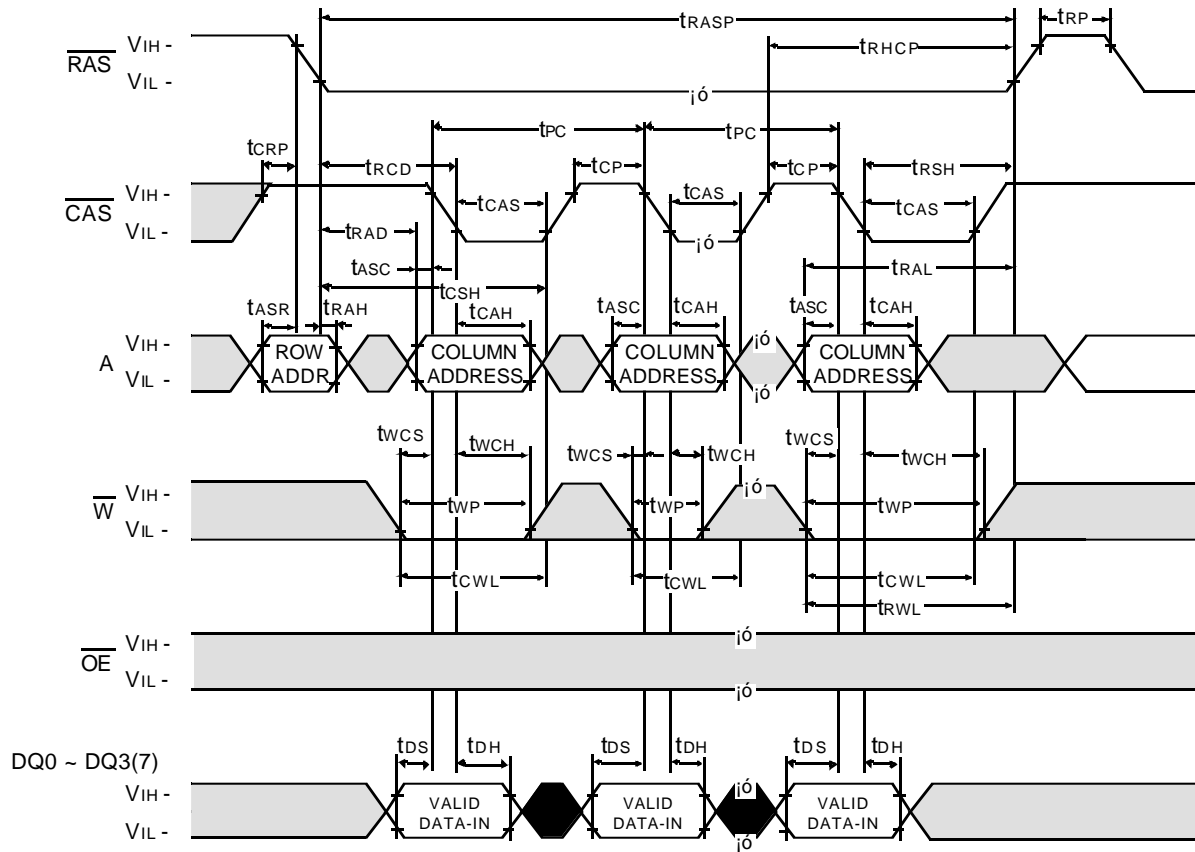 tRASP
tRP
tRHCP
RAS
VIH -
VIL -
¡ó
tPC
tPC
tCRP
tRCD
tCP
tCP
tRSH
CAS
VIH -
VIL -
tCAS
tCAS
tCAS
¡ó
tRAD
tASC
tCSH
tRAL
tASR
tRAH
tCAH
tASC
tCAH
tASC
tCAH
A
VIH -
VIL -
ROW
ADDR
COLUMN
ADDRESS
COLUMN
ADDRESS
¡ó
¡ó
COLUMN
ADDRESS
tWCS
tWCH
tWCS
tWCH
tWCS
tWCH
W
VIH -
VIL -
tWP
tWP
¡ó
tWP
tCWL
tCWL
tCWL
tRWL
OE
VIH -
VIL -
¡ó
¡ó
DQ0 ~ DQ3(7)
tDS
tDH
tDS
tDH
tDS
tDH
VIH -
VIL -
VALID
DATA-IN
VALID
DATA-IN
¡ó
¡ó
VALID
DATA-IN